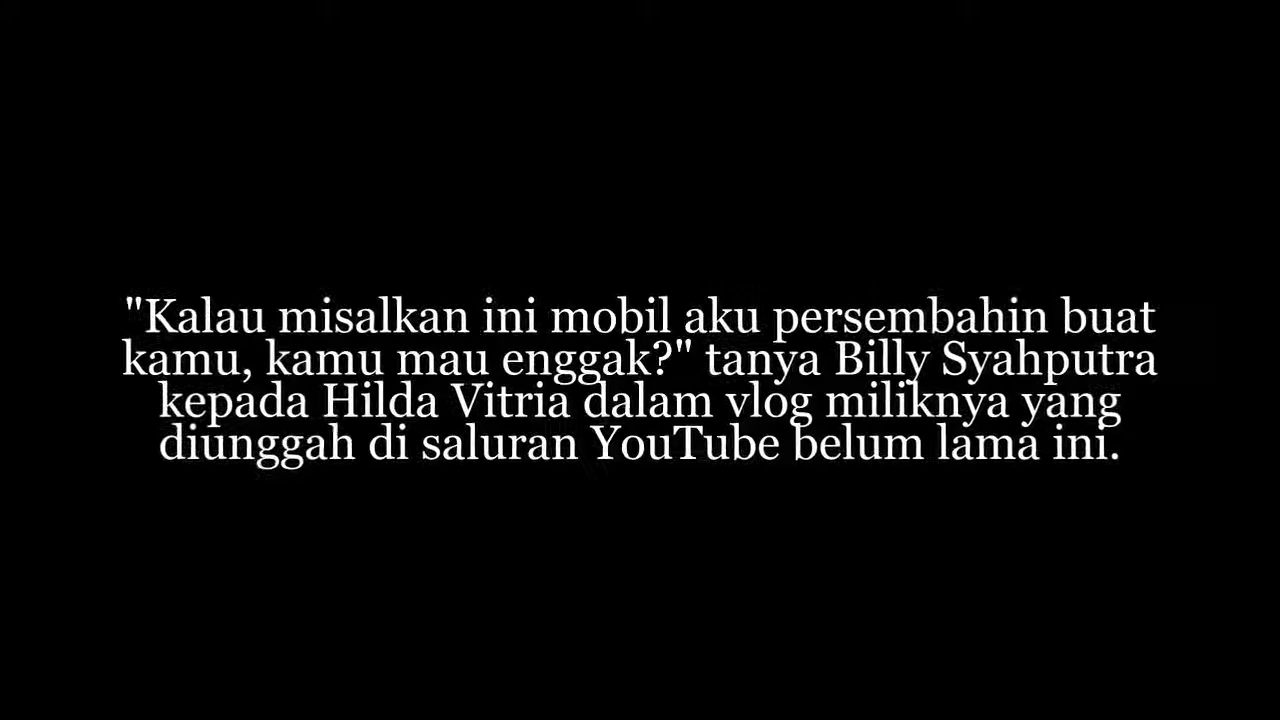 "Kalau misalkan ini mobil aku persembahin buat
kamu, kamu mau enggak?" tanya Billy Syahputra
kepada Hilda Vitria dalam vlog miliknya yang
diunggah di saluran YouTube belum lama ini.